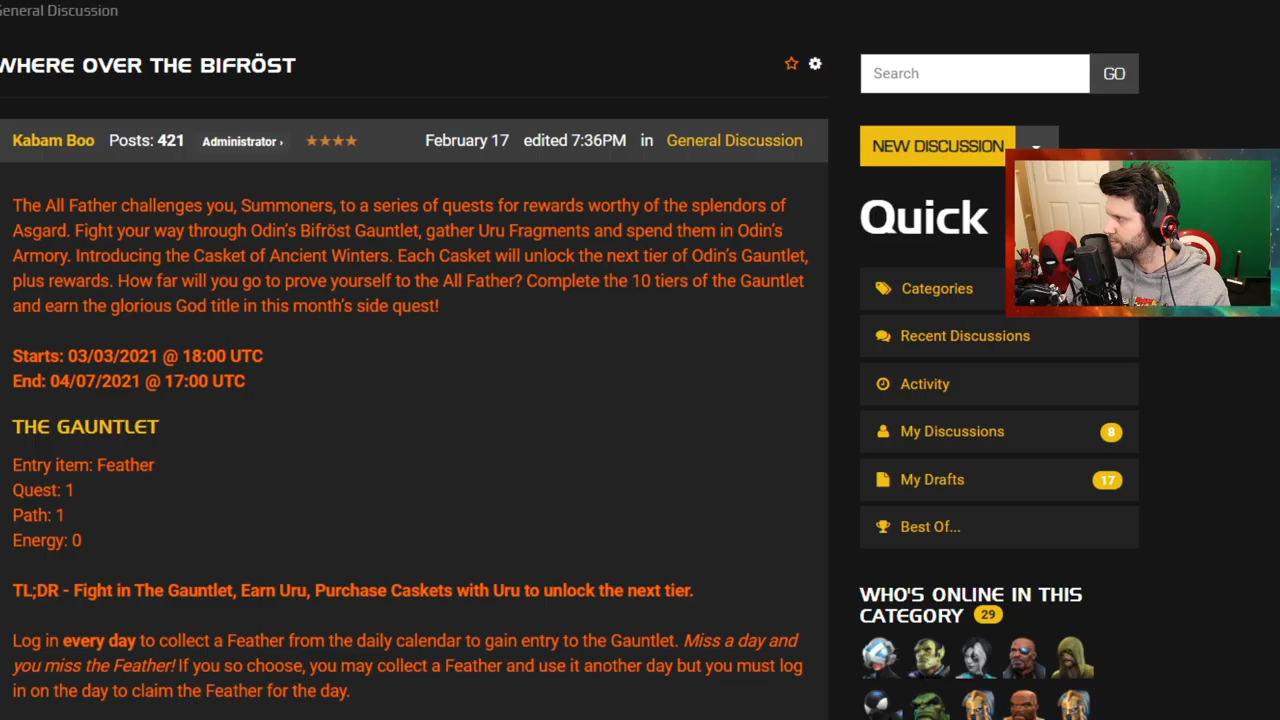 General Discussion
WHERE OVER THE BIFRÖST
Kabam Boo Posts: 421 Administrator › ★★★★ February 17 edited 7:36PM in General Discussion
The All Father challenges you, Summoners, to a series of quests for rewards worthy of the splendors of
Asgard. Fight your way through Odin's Bifröst Gauntlet, gather Uru Fragments and spend them in Odin's
Armory. Introducing the Casket of Ancient Winters. Each Casket will unlock the next tier of Odin's Gauntlet,
plus rewards. How far will you go to prove yourself to the All Father? Complete the 10 tiers of the Gauntlet
and earn the glorious God title in this month's side quest!
Starts: 03/03/2021 @ 18:00 UTC
End: 04/07/2021 @ 17:00 UTC
THE GAUNTLET
Entry item: Feather
Quest: 1
Path: 1
Energy: 0
TL;DR - Fight in The Gauntlet, Earn Uru, Purchase Caskets with Uru to unlock the next tier.
Log in every day to collect a Feather from the daily calendar to gain entry to the Gauntlet. Miss a day and
you miss the Feather! If you so choose, you may collect a Feather and use it another day but you must log
in on the day to claim the Feather for the day.
Search GO
NEW DISCUSSION
Quick
Categories
Recent Discussions
Activity
My Discussions 8
My Drafts 17
Best Of...
WHO'S ONLINE IN THIS
CATEGORY 29